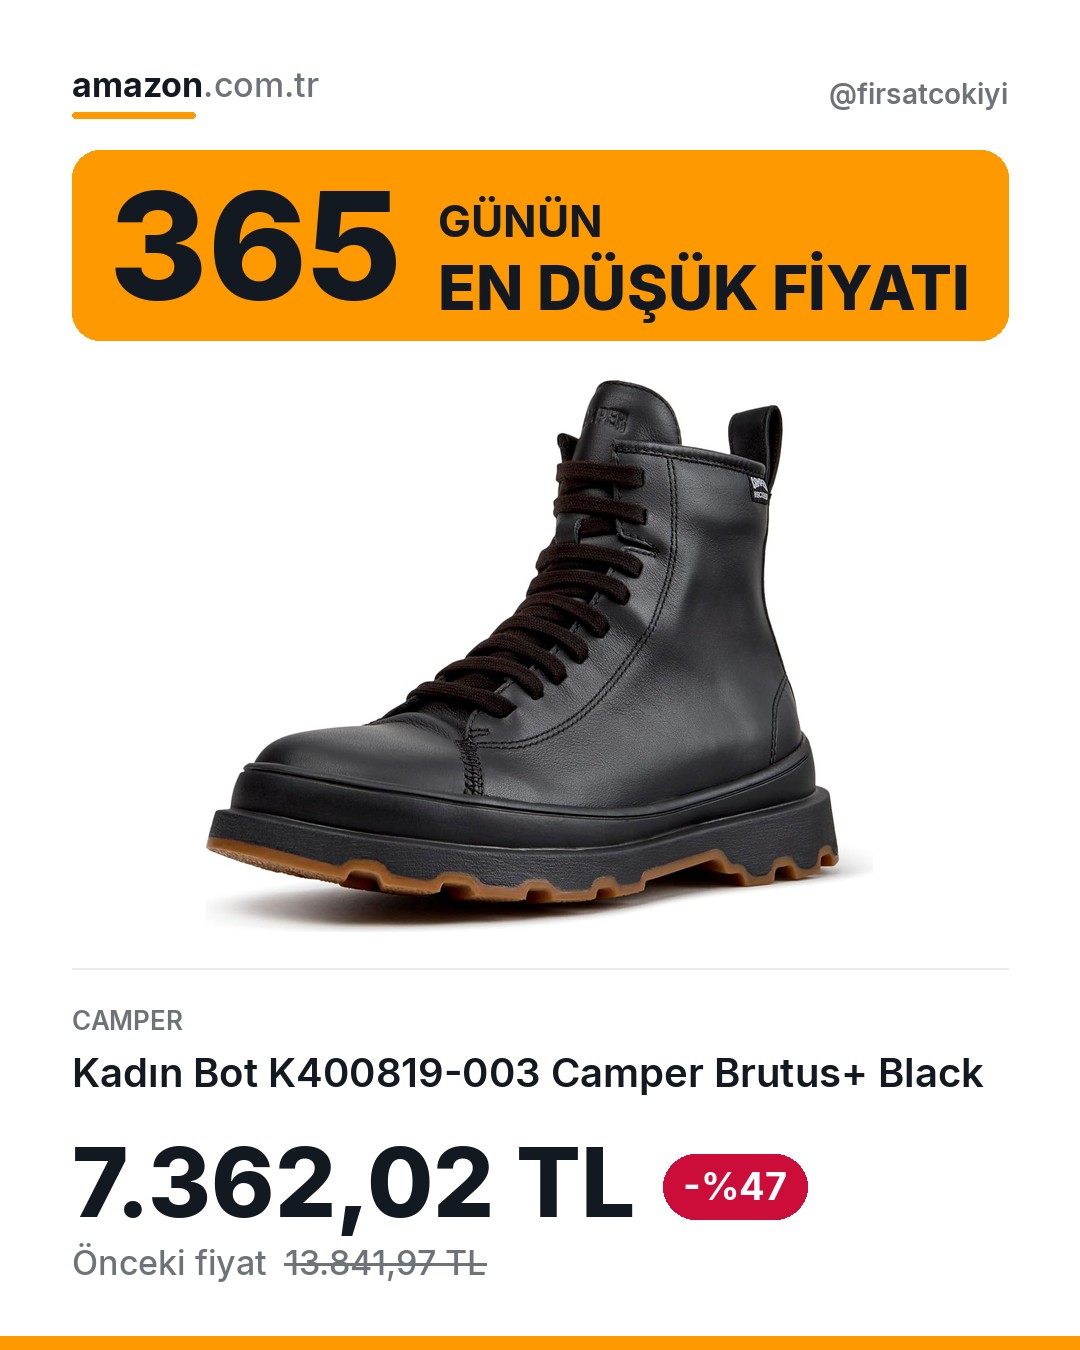 amazon.com.tr
@firsatcokiyi
365
GÜNÜN
EN DÜŞÜK FİYATI
CAMPER
Kadın Bot K400819-003 Camper Brutus+ Black
7.362,02 TL
-%47
Önceki fiyat 13.841,97 TL